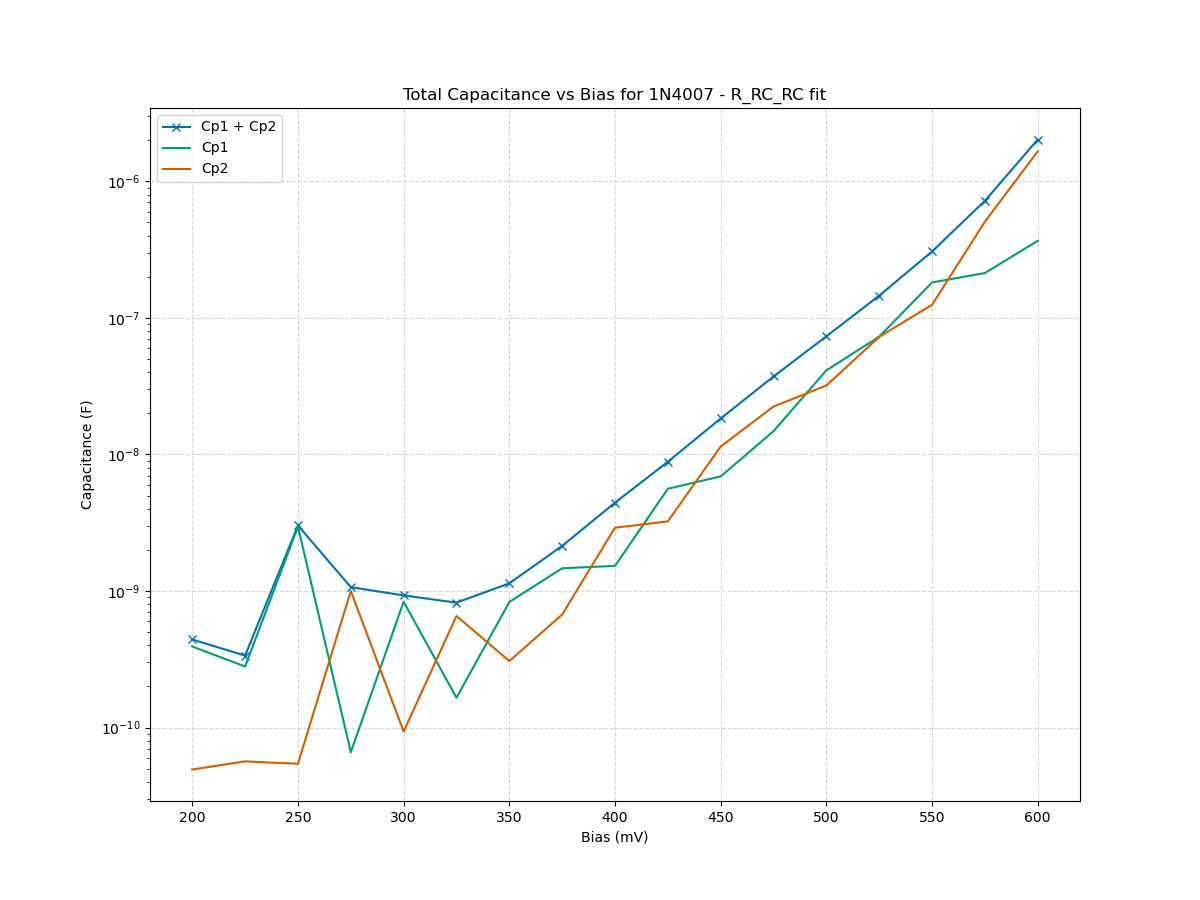 Total Capacitance vs Bias for 1N4007 - R_RC_RC fit
Cp1 + Cp2
Cp1
Cp2
Capacitance (F)
10⁻⁶
10⁻⁷
10⁻⁸
10⁻⁹
10⁻¹⁰
200 250 300 350 400 450 500 550 600
Bias (mV)